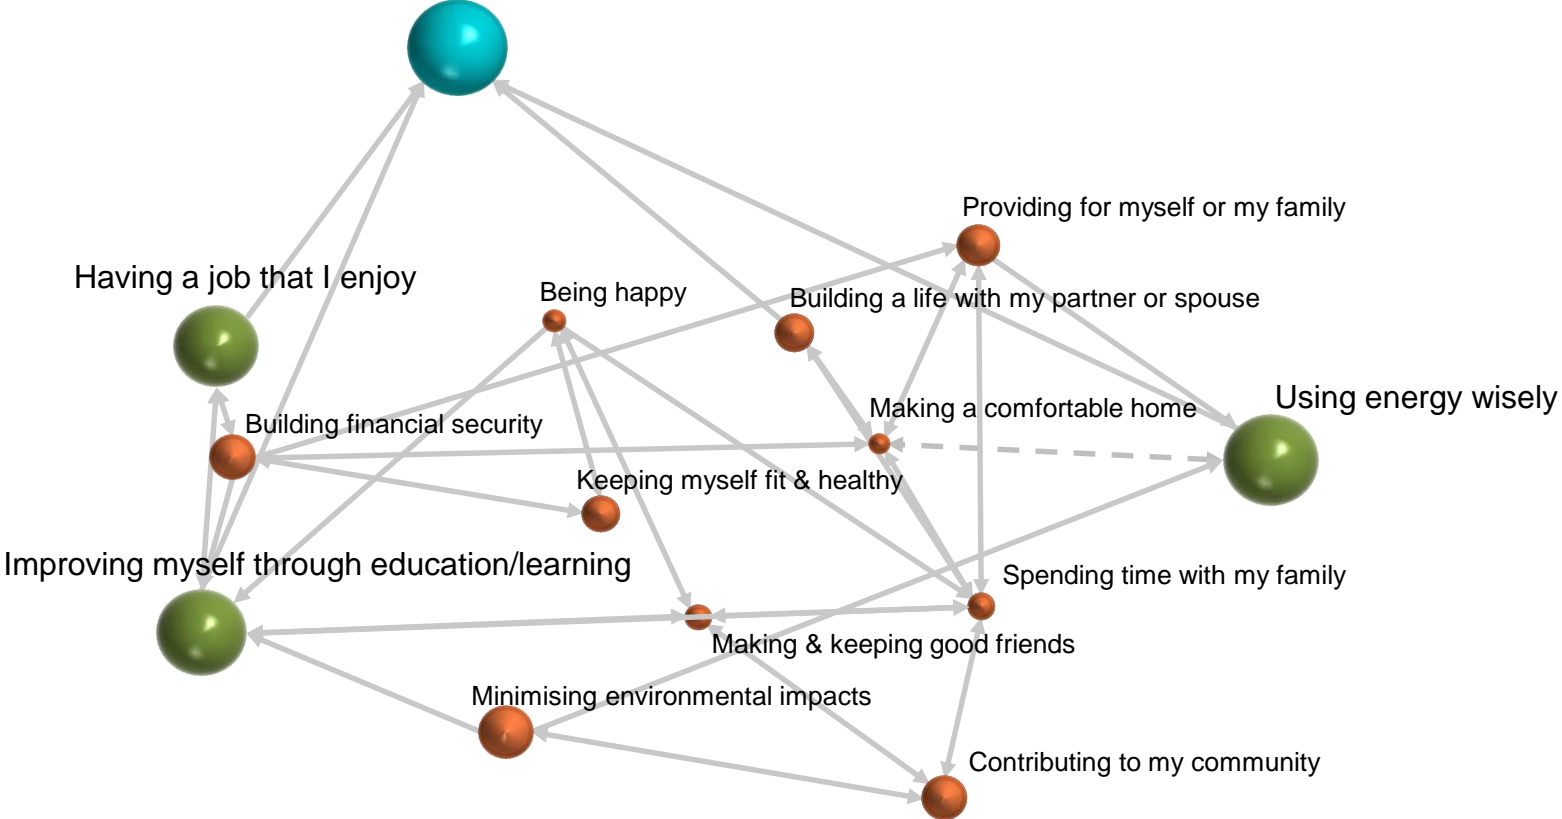 Providing for myself or my family
Having a job that I enjoy
Being happy
Building a life with my partner or spouse
Using energy wisely
Making a comfortable home
Building financial security
Keeping myself fit & healthy
Improving myself through education/learning
Spending time with my family
Making & keeping good friends
Minimising environmental impacts
Contributing to my community